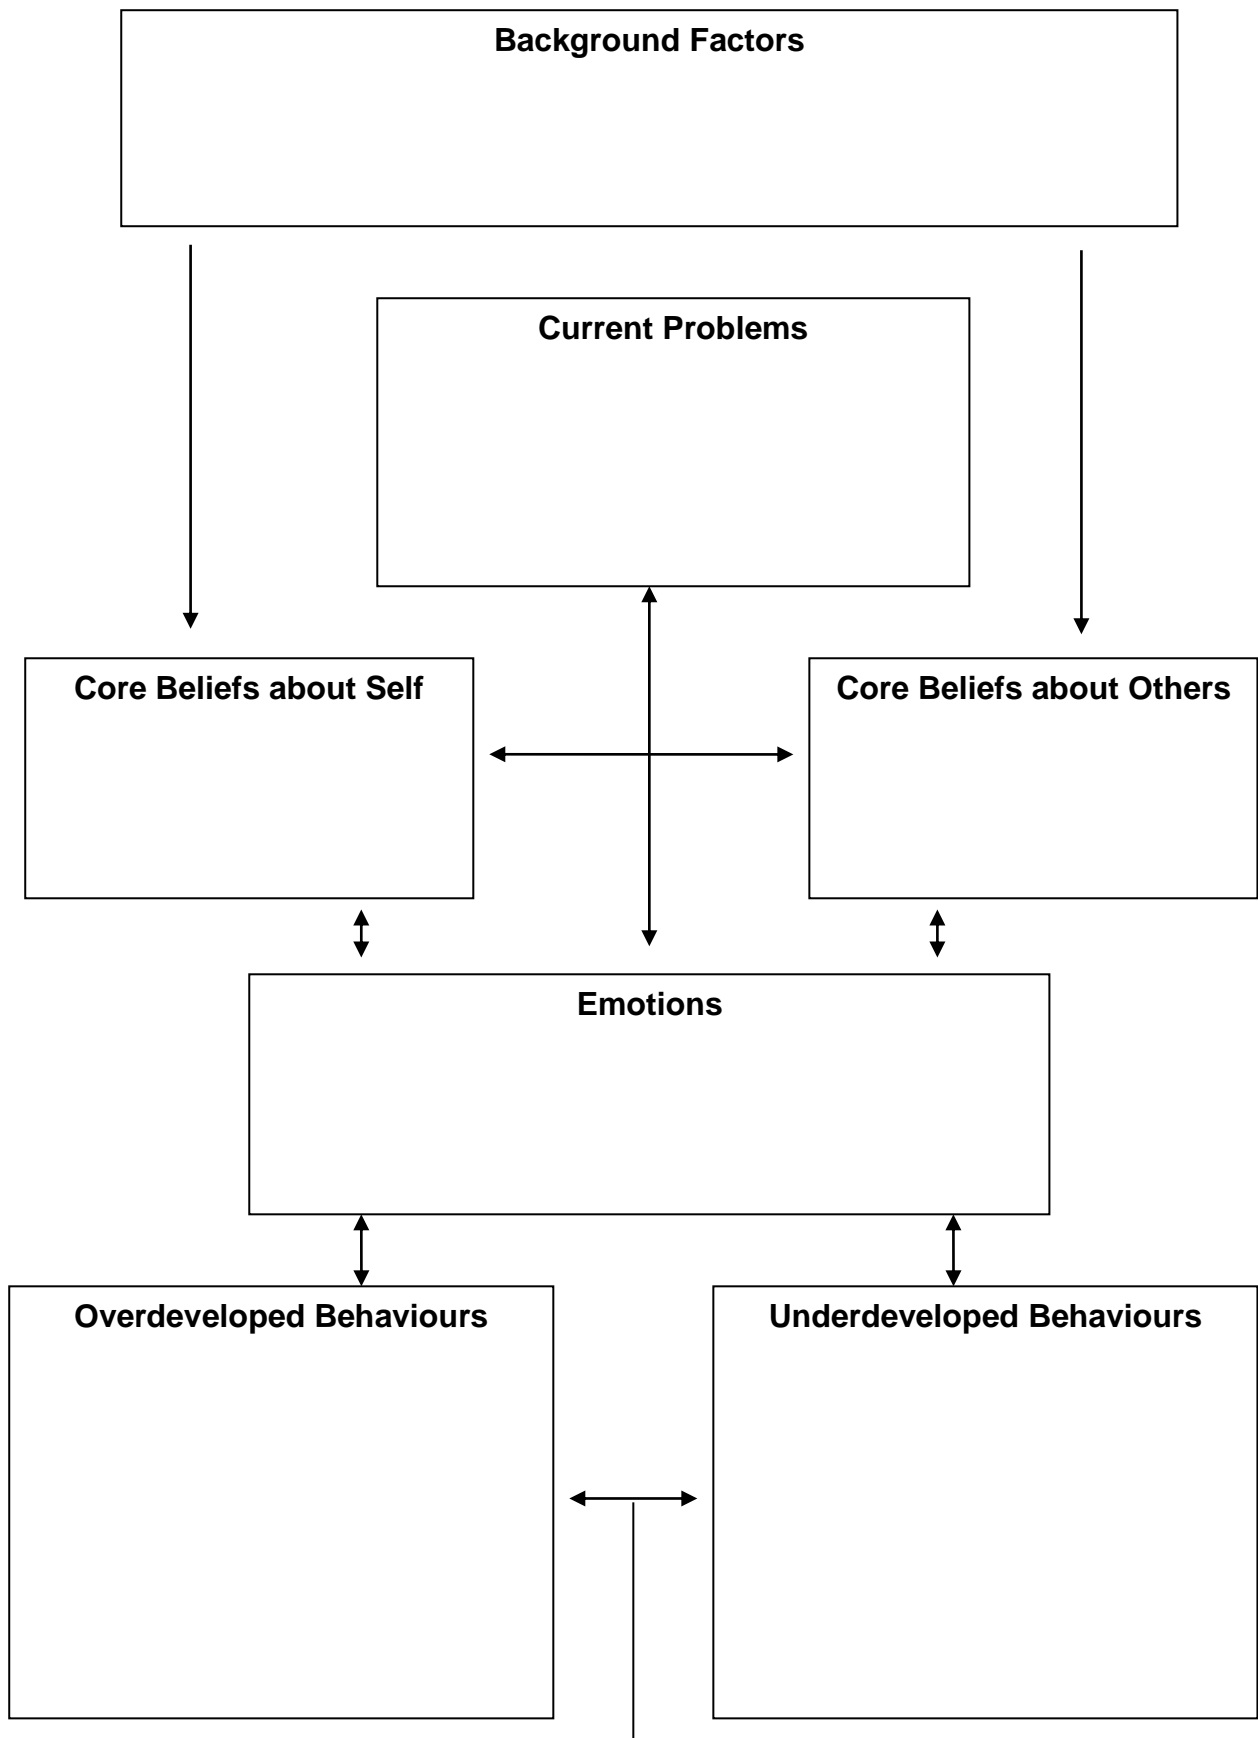 Background Factors
Current Problems
Core Beliefs about Self
Core Beliefs about Others
Emotions
Overdeveloped Behaviours
Underdeveloped Behaviours